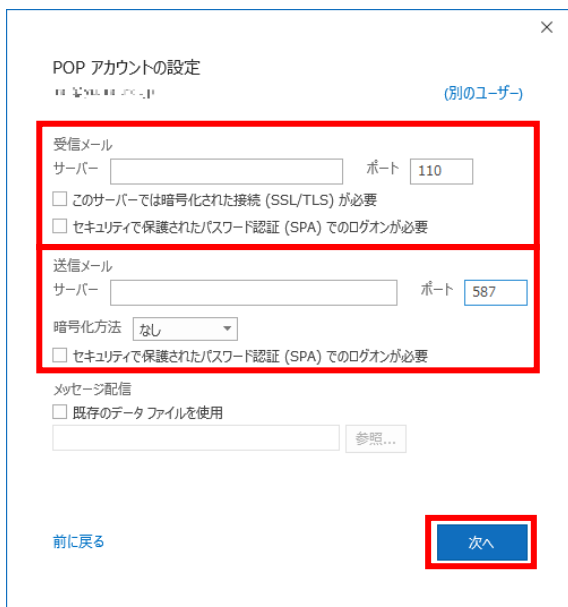 POP アカウントの設定
(別のユーザー)
受信メール
サーバー ポート 110
このサーバーでは暗号化された接続 (SSL/TLS) が必要
セキュリティで保護されたパスワード認証 (SPA) でのログオンが必要
送信メール
サーバー ポート 587
暗号化方法 なし
セキュリティで保護されたパスワード認証 (SPA) でのログオンが必要
メッセージ配信
既存のデータ ファイルを使用
参照...
前に戻る 次へ